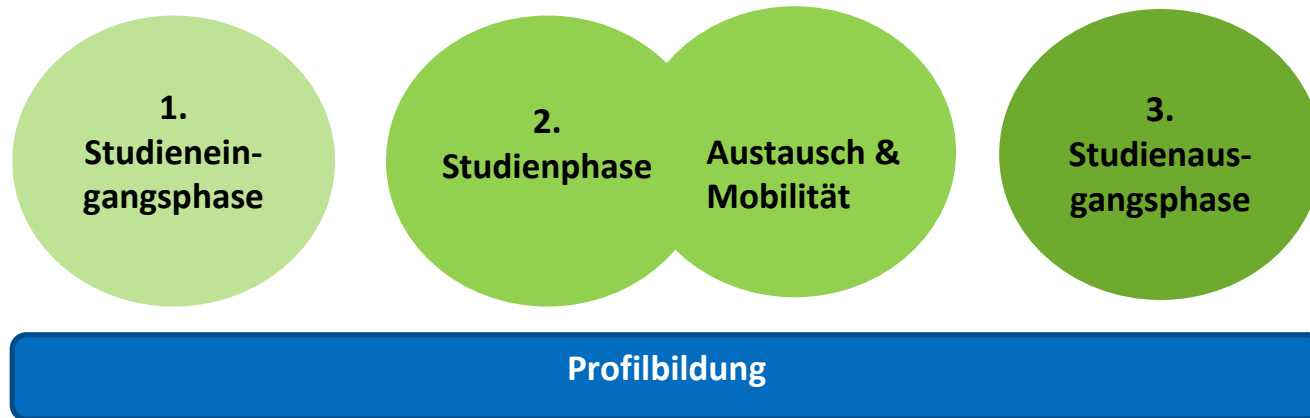 1.
Studienein-
gangsphase
2.
Studienphase
Austausch &
Mobilität
3.
Studienaus-
gangsphase
Profilbildung